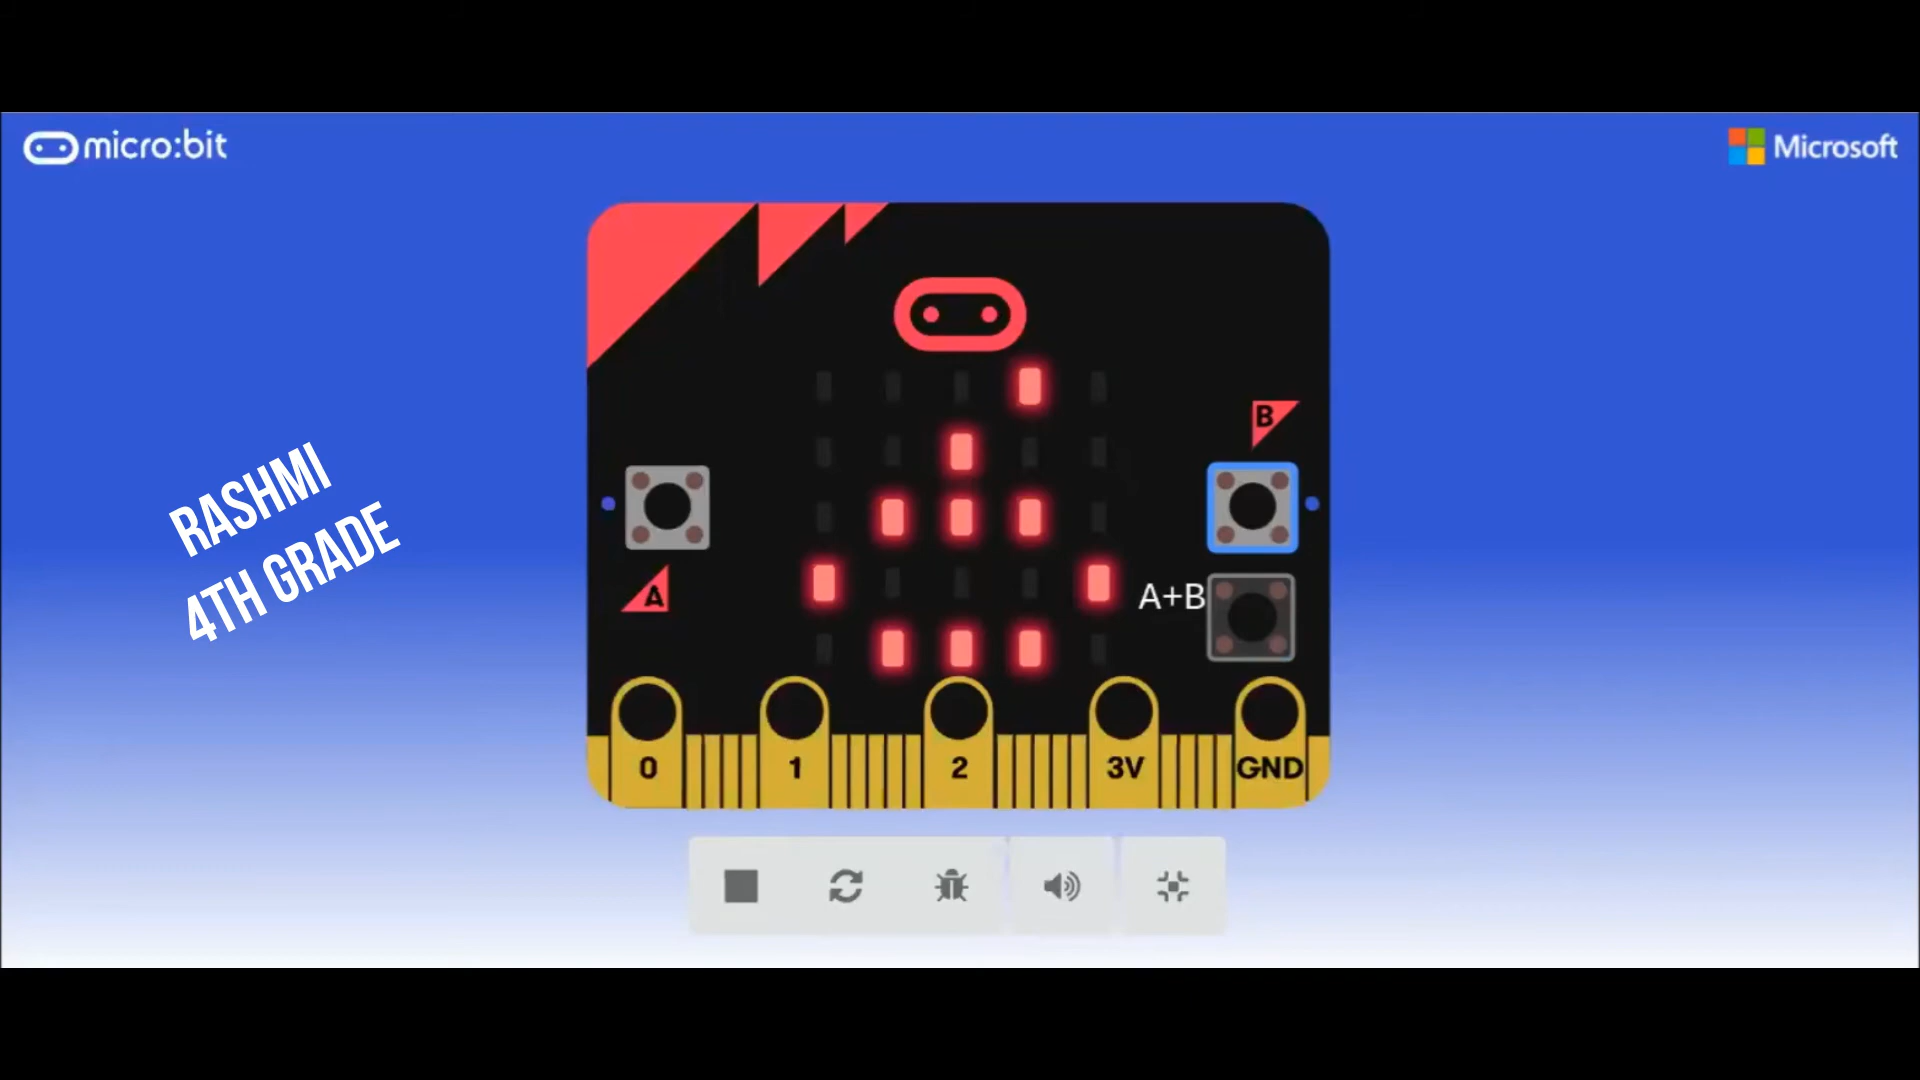 micro:bit
Microsoft
B
RASHMI
4TH GRADE
A
A+B
0 1 2 3V GND